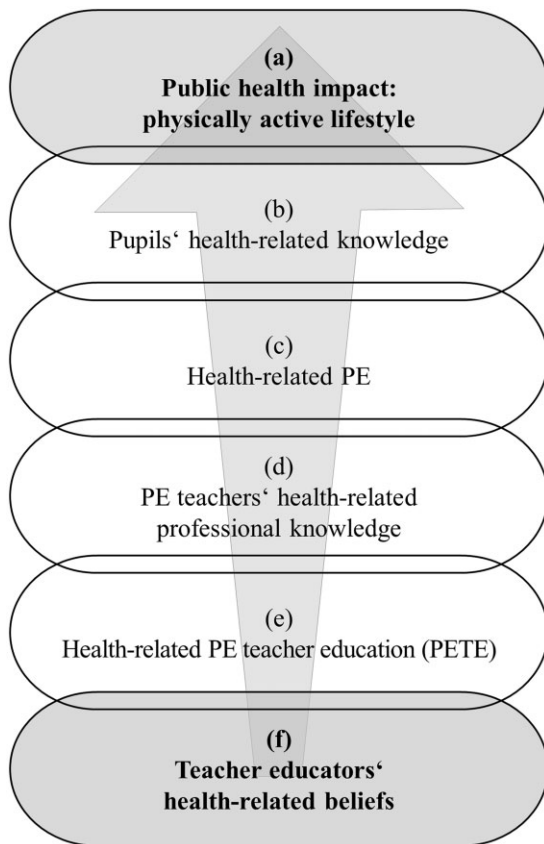 (a)
Public health impact:
physically active lifestyle
(b)
Pupils‘ health-related knowledge
(c)
Health-related PE
(d)
PE teachers‘ health-related
professional knowledge
(e)
Health-related PE teacher education (PETE)
(f)
Teacher educators‘
health-related beliefs